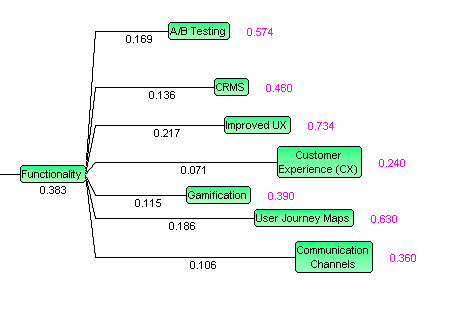 A/B Testing
0.574
0.169
CRMS
0.460
0.136
Improved UX
0.734
0.217
Customer
Experience (CX)
0.240
0.071
Functionality
0.383
Gamification
0.390
0.115
User Journey Maps
0.630
0.186
Communication
Channels
0.360
0.106